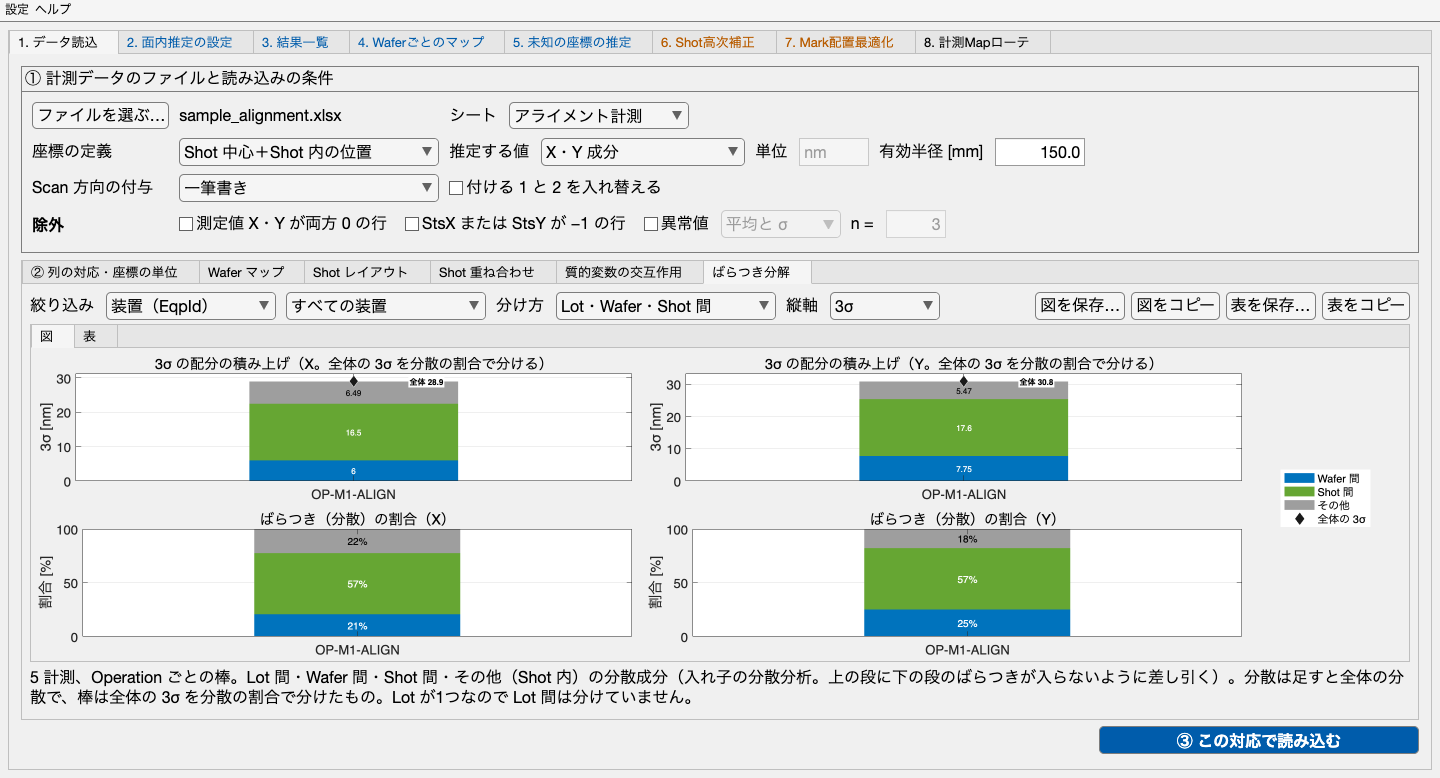 設定 ヘルプ
1. データ読込 2. 面内推定の設定 3. 結果一覧 4. Waferごとのマップ 5. 未知の座標の推定 6. Shot高次補正 7. Mark配置最適化 8. 計測Mapローテ
① 計測データのファイルと読み込みの条件
ファイルを選ぶ... sample_alignment.xlsx シート アライメント計測
座標の定義 Shot 中心＋Shot 内の位置 推定する値 X・Y 成分 単位 nm 有効半径 [mm] 150.0
Scan 方向の付与 一筆書き 付ける 1 と 2 を入れ替える
除外 測定値 X・Y が両方 0 の行 StsX または StsY が −1 の行 異常値 平均と σ n = 3
② 列の対応・座標の単位 Wafer マップ Shot レイアウト Shot 重ね合わせ 質的変数の交互作用 ばらつき分解
絞り込み 装置（EqpId） すべての装置 分け方 Lot・Wafer・Shot 間 縦軸 3σ 図を保存... 図をコピー 表を保存... 表をコピー
図 表
3σ の配分の積み上げ（X。全体の 3σ を分散の割合で分ける）
30
20
10
0
3σ [nm]
全体 28.9
6.49
16.5
6
OP-M1-ALIGN
3σ の配分の積み上げ（Y。全体の 3σ を分散の割合で分ける）
30
20
10
0
3σ [nm]
全体 30.8
5.47
17.6
7.75
OP-M1-ALIGN
Wafer 間
Shot 間
その他
全体の 3σ
ばらつき（分散）の割合（X）
100
50
0
割合 [%]
22%
57%
21%
OP-M1-ALIGN
ばらつき（分散）の割合（Y）
100
50
0
割合 [%]
18%
57%
25%
OP-M1-ALIGN
5 計測、Operation ごとの棒。Lot 間・Wafer 間・Shot 間・その他（Shot 内）の分散成分（入れ子の分散分析。上の段に下の段のばらつきが入らないように差し引く）。分散は足すと全体の分
散で、棒は全体の 3σ を分散の割合で分けたもの。Lot が1つなので Lot 間は分けていません。
③ この対応で読み込む